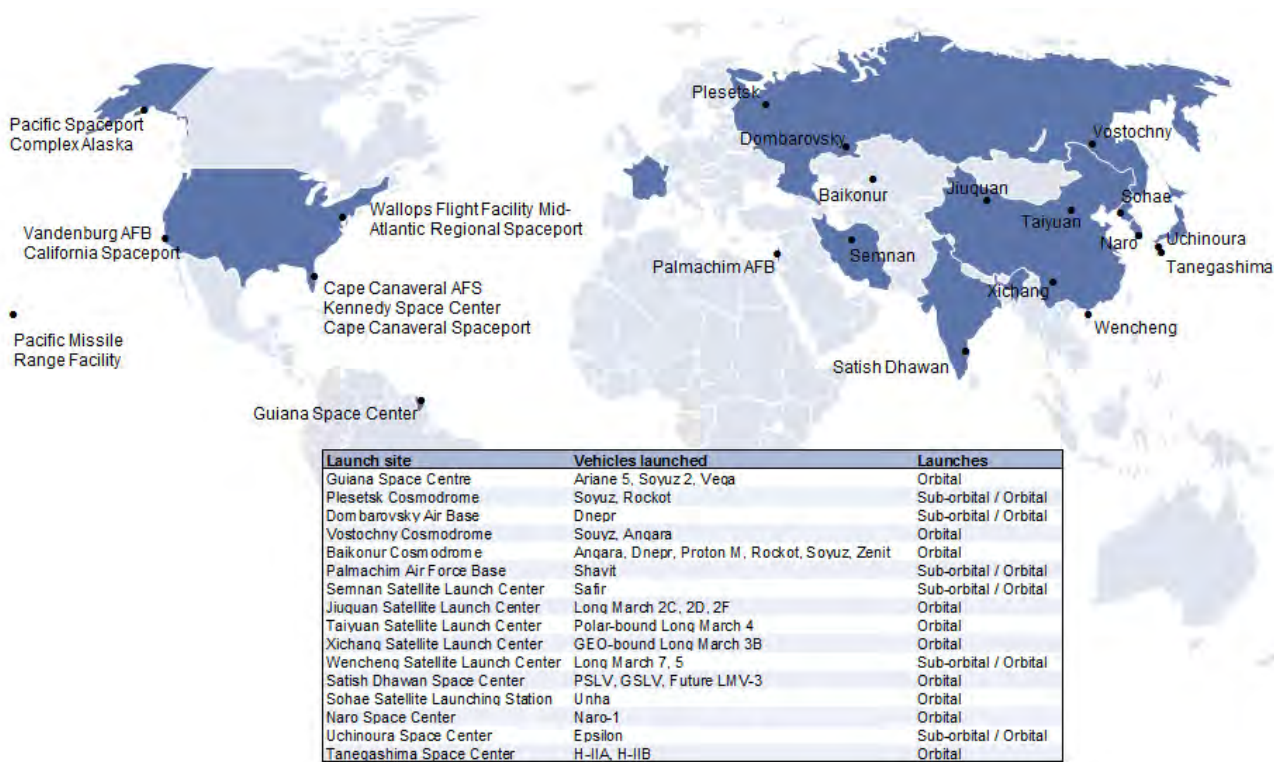 Plesetsk
Pacific Spaceport
Complex Alaska
Dombarovsky
Vostochny
Baikonur
Jiuquan
Sohae
Wallops Flight Facility Mid-
Atlantic Regional Spaceport
Taiyuan
Vandenburg AFB
California Spaceport
Naro
Uchinoura
Palmachim AFB
Semnan
Tanegashima
Cape Canaveral AFS
Kennedy Space Center
Cape Canaveral Spaceport
Xichang
Pacific Missile
Range Facility
Wencheng
Satish Dhawan
Guiana Space Center
Launch site Vehicles launched Launches
Guiana Space Centre Ariane 5, Soyuz 2, Vega Orbital
Plesetsk Cosmodrome Soyuz, Rockot Sub-orbital / Orbital
Dombarovsky Air Base Dnepr Sub-orbital / Orbital
Vostochny Cosmodrome Souyz, Angara Orbital
Baikonur Cosmodrome Angara, Dnepr, Proton M, Rockot, Soyuz, Zenit Orbital
Palmachim Air Force Base Shavit Sub-orbital / Orbital
Semnan Satellite Launch Center Safir Sub-orbital / Orbital
Jiuquan Satellite Launch Center Long March 2C, 2D, 2F Orbital
Taiyuan Satellite Launch Center Polar-bound Long March 4 Orbital
Xichang Satellite Launch Center GEO-bound Long March 3B Orbital
Wencheng Satellite Launch Center Long March 7, 5 Sub-orbital / Orbital
Satish Dhawan Space Center PSLV, GSLV, Future LMV-3 Orbital
Sohae Satellite Launching Station Unha Orbital
Naro Space Center Naro-1 Orbital
Uchinoura Space Center Epsilon Sub-orbital / Orbital
Tanegashima Space Center H-IIA, H-IIB Orbital